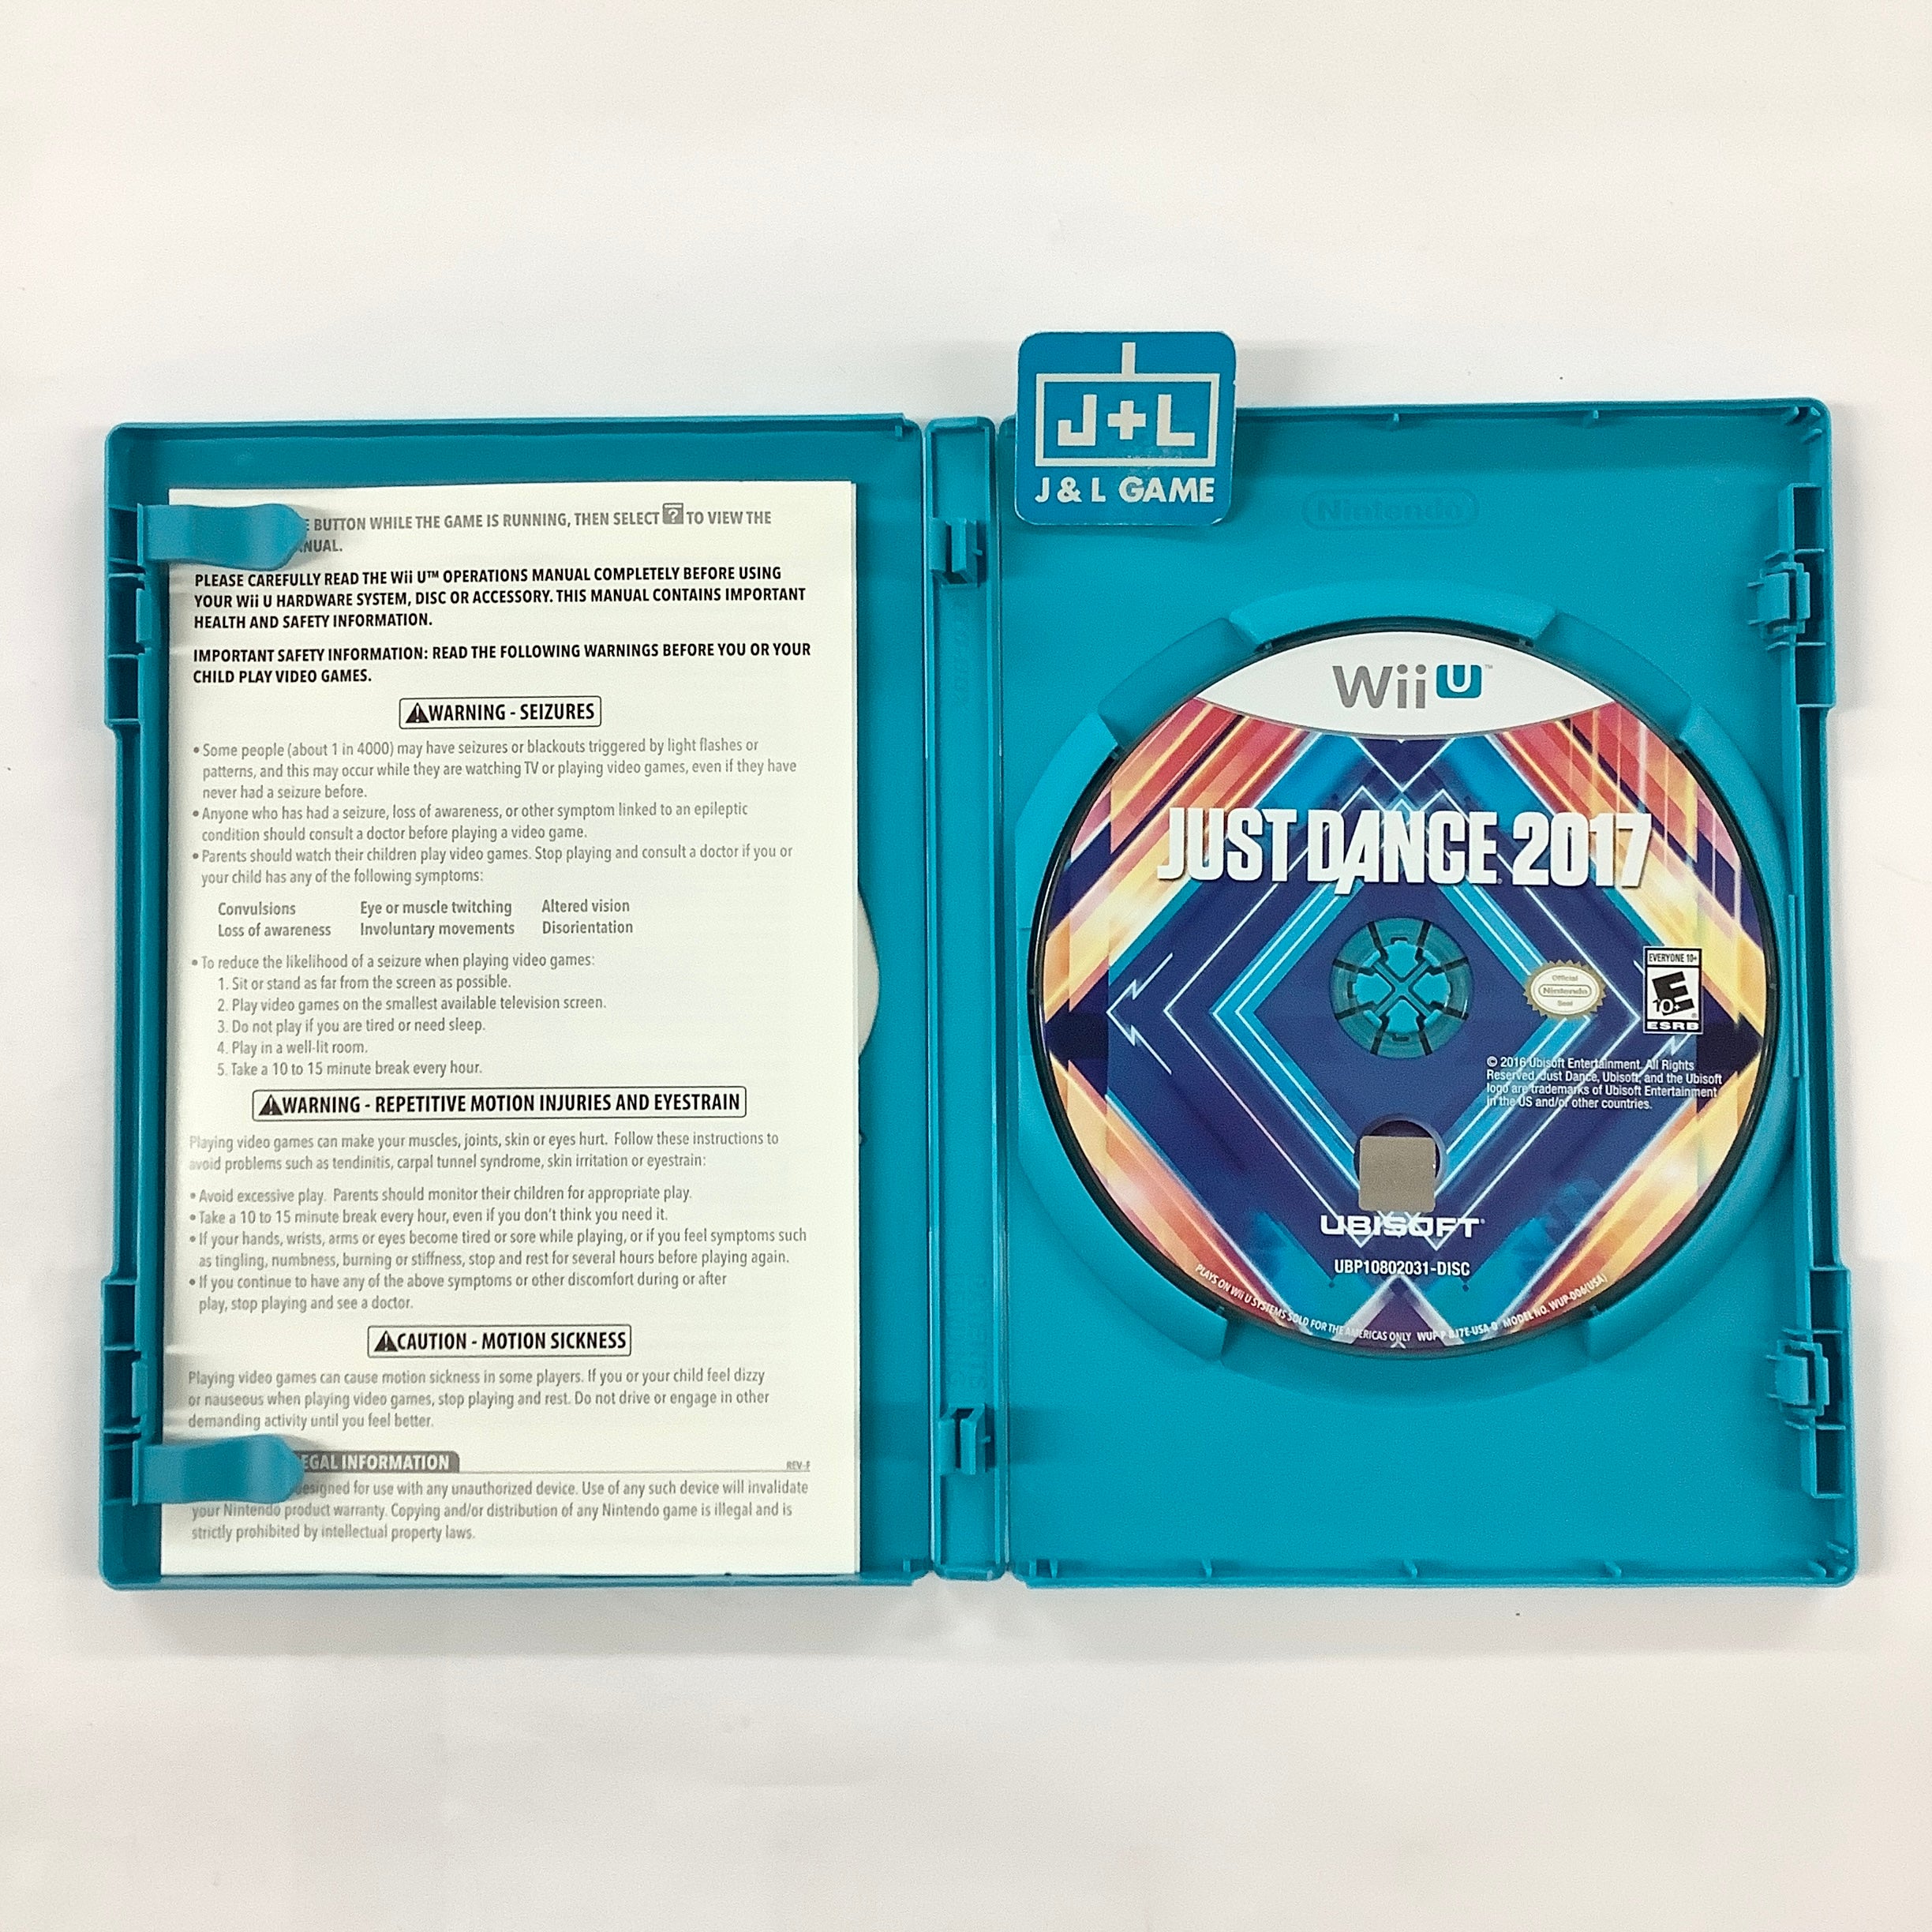 BUTTON WHILE THE GAME IS RUNNING, THEN SELECT ? TO VIEW THE
PLEASE CAREFULLY READ THE Wii U™ OPERATIONS MANUAL COMPLETELY BEFORE USING
YOUR Wii U HARDWARE SYSTEM, DISC OR ACCESSORY. THIS MANUAL CONTAINS IMPORTANT
HEALTH AND SAFETY INFORMATION.
IMPORTANT SAFETY INFORMATION: READ THE FOLLOWING WARNINGS BEFORE YOU OR YOUR
CHILD PLAY VIDEO GAMES.
WARNING - SEIZURES
• Some people (about 1 in 4000) may have seizures or blackouts triggered by light flashes or
patterns, and this may occur while they are watching TV or playing video games, even if they have
never had a seizure before.
• Anyone who has had a seizure, loss of awareness, or other symptom linked to an epileptic
condition should consult a doctor before playing a video game.
• Parents should watch their children play video games. Stop playing and consult a doctor if you or
your child has any of the following symptoms:
Convulsions Eye or muscle twitching Altered vision
Loss of awareness Involuntary movements Disorientation
• To reduce the likelihood of a seizure when playing video games:
1. Sit or stand as far from the screen as possible.
2. Play video games on the smallest available television screen.
3. Do not play if you are tired or need sleep.
4. Play in a well-lit room.
5. Take a 10 to 15 minute break every hour.
WARNING - REPETITIVE MOTION INJURIES AND EYESTRAIN
Playing video games can make your muscles, joints, skin or eyes hurt. Follow these instructions to
avoid problems such as tendinitis, carpal tunnel syndrome, skin irritation or eyestrain:
• Avoid excessive play. Parents should monitor their children for appropriate play.
• Take a 10 to 15 minute break every hour, even if you don't think you need it.
• If your hands, wrists, arms or eyes become tired or sore while playing, or if you feel symptoms such
as tingling, numbness, burning or stiffness, stop and rest for several hours before playing again.
• If you continue to have any of the above symptoms or other discomfort during or after
play, stop playing and see a doctor.
CAUTION - MOTION SICKNESS
Playing video games can cause motion sickness in some players. If you or your child feel dizzy
or nauseous when playing video games, stop playing and rest. Do not drive or engage in other
demanding activity until you feel better.
EGAL INFORMATION REV-F
designed for use with any unauthorized device. Use of any such device will invalidate
your Nintendo product warranty. Copying and/or distribution of any Nintendo game is illegal and is
strictly prohibited by intellectual property laws.
J+L
J & L GAME
Nintendo
Wii U™
JUST DANCE 2017
Official
Nintendo
Seal
EVERYONE 10+
E
10+
ESRB
© 2016 Ubisoft Entertainment. All Rights
Reserved. Just Dance, Ubisoft, and the Ubisoft
logo are trademarks of Ubisoft Entertainment
in the US and/or other countries.
UBISOFT
UBP10802031-DISC
PLAYS ON Wii U SYSTEMS SOLD FOR THE AMERICAS ONLY WUP-P-BJ7E-USA-0 MODEL NO. WUP-006(USA)